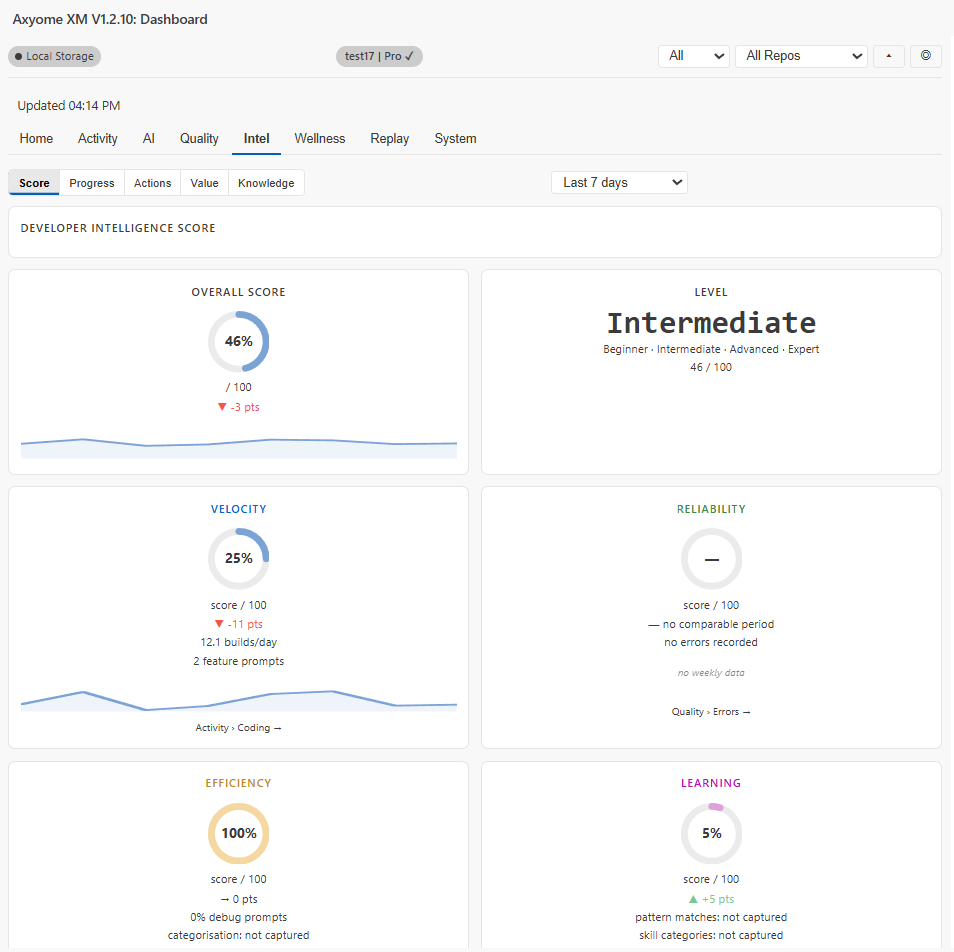 Axyome XM V1.2.10: Dashboard
● Local Storage
test17 | Pro ✓
All
All Repos
Updated 04:14 PM
Home
Activity
AI
Quality
Intel
Wellness
Replay
System
Score
Progress
Actions
Value
Knowledge
Last 7 days
DEVELOPER INTELLIGENCE SCORE
OVERALL SCORE
46%
/ 100
▼ -3 pts
LEVEL
Intermediate
Beginner · Intermediate · Advanced · Expert
46 / 100
VELOCITY
25%
score / 100
▼ -11 pts
12.1 builds/day
2 feature prompts
Activity › Coding →
RELIABILITY
—
score / 100
— no comparable period
no errors recorded
no weekly data
Quality › Errors →
EFFICIENCY
100%
score / 100
→ 0 pts
0% debug prompts
categorisation: not captured
LEARNING
5%
score / 100
▲ +5 pts
pattern matches: not captured
skill categories: not captured